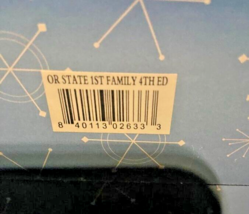 OR STATE 1ST FAMILY 4TH ED
8 40113 02633 3